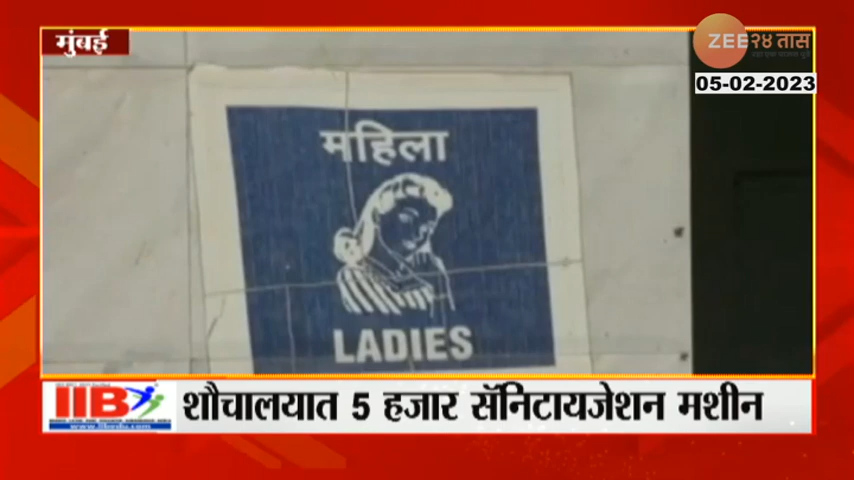 मुंबई
ZEE २४ तास
05-02-2023
महिला
LADIES
IIB
शौचालयात 5 हजार सॅनिटायजेशन मशीन